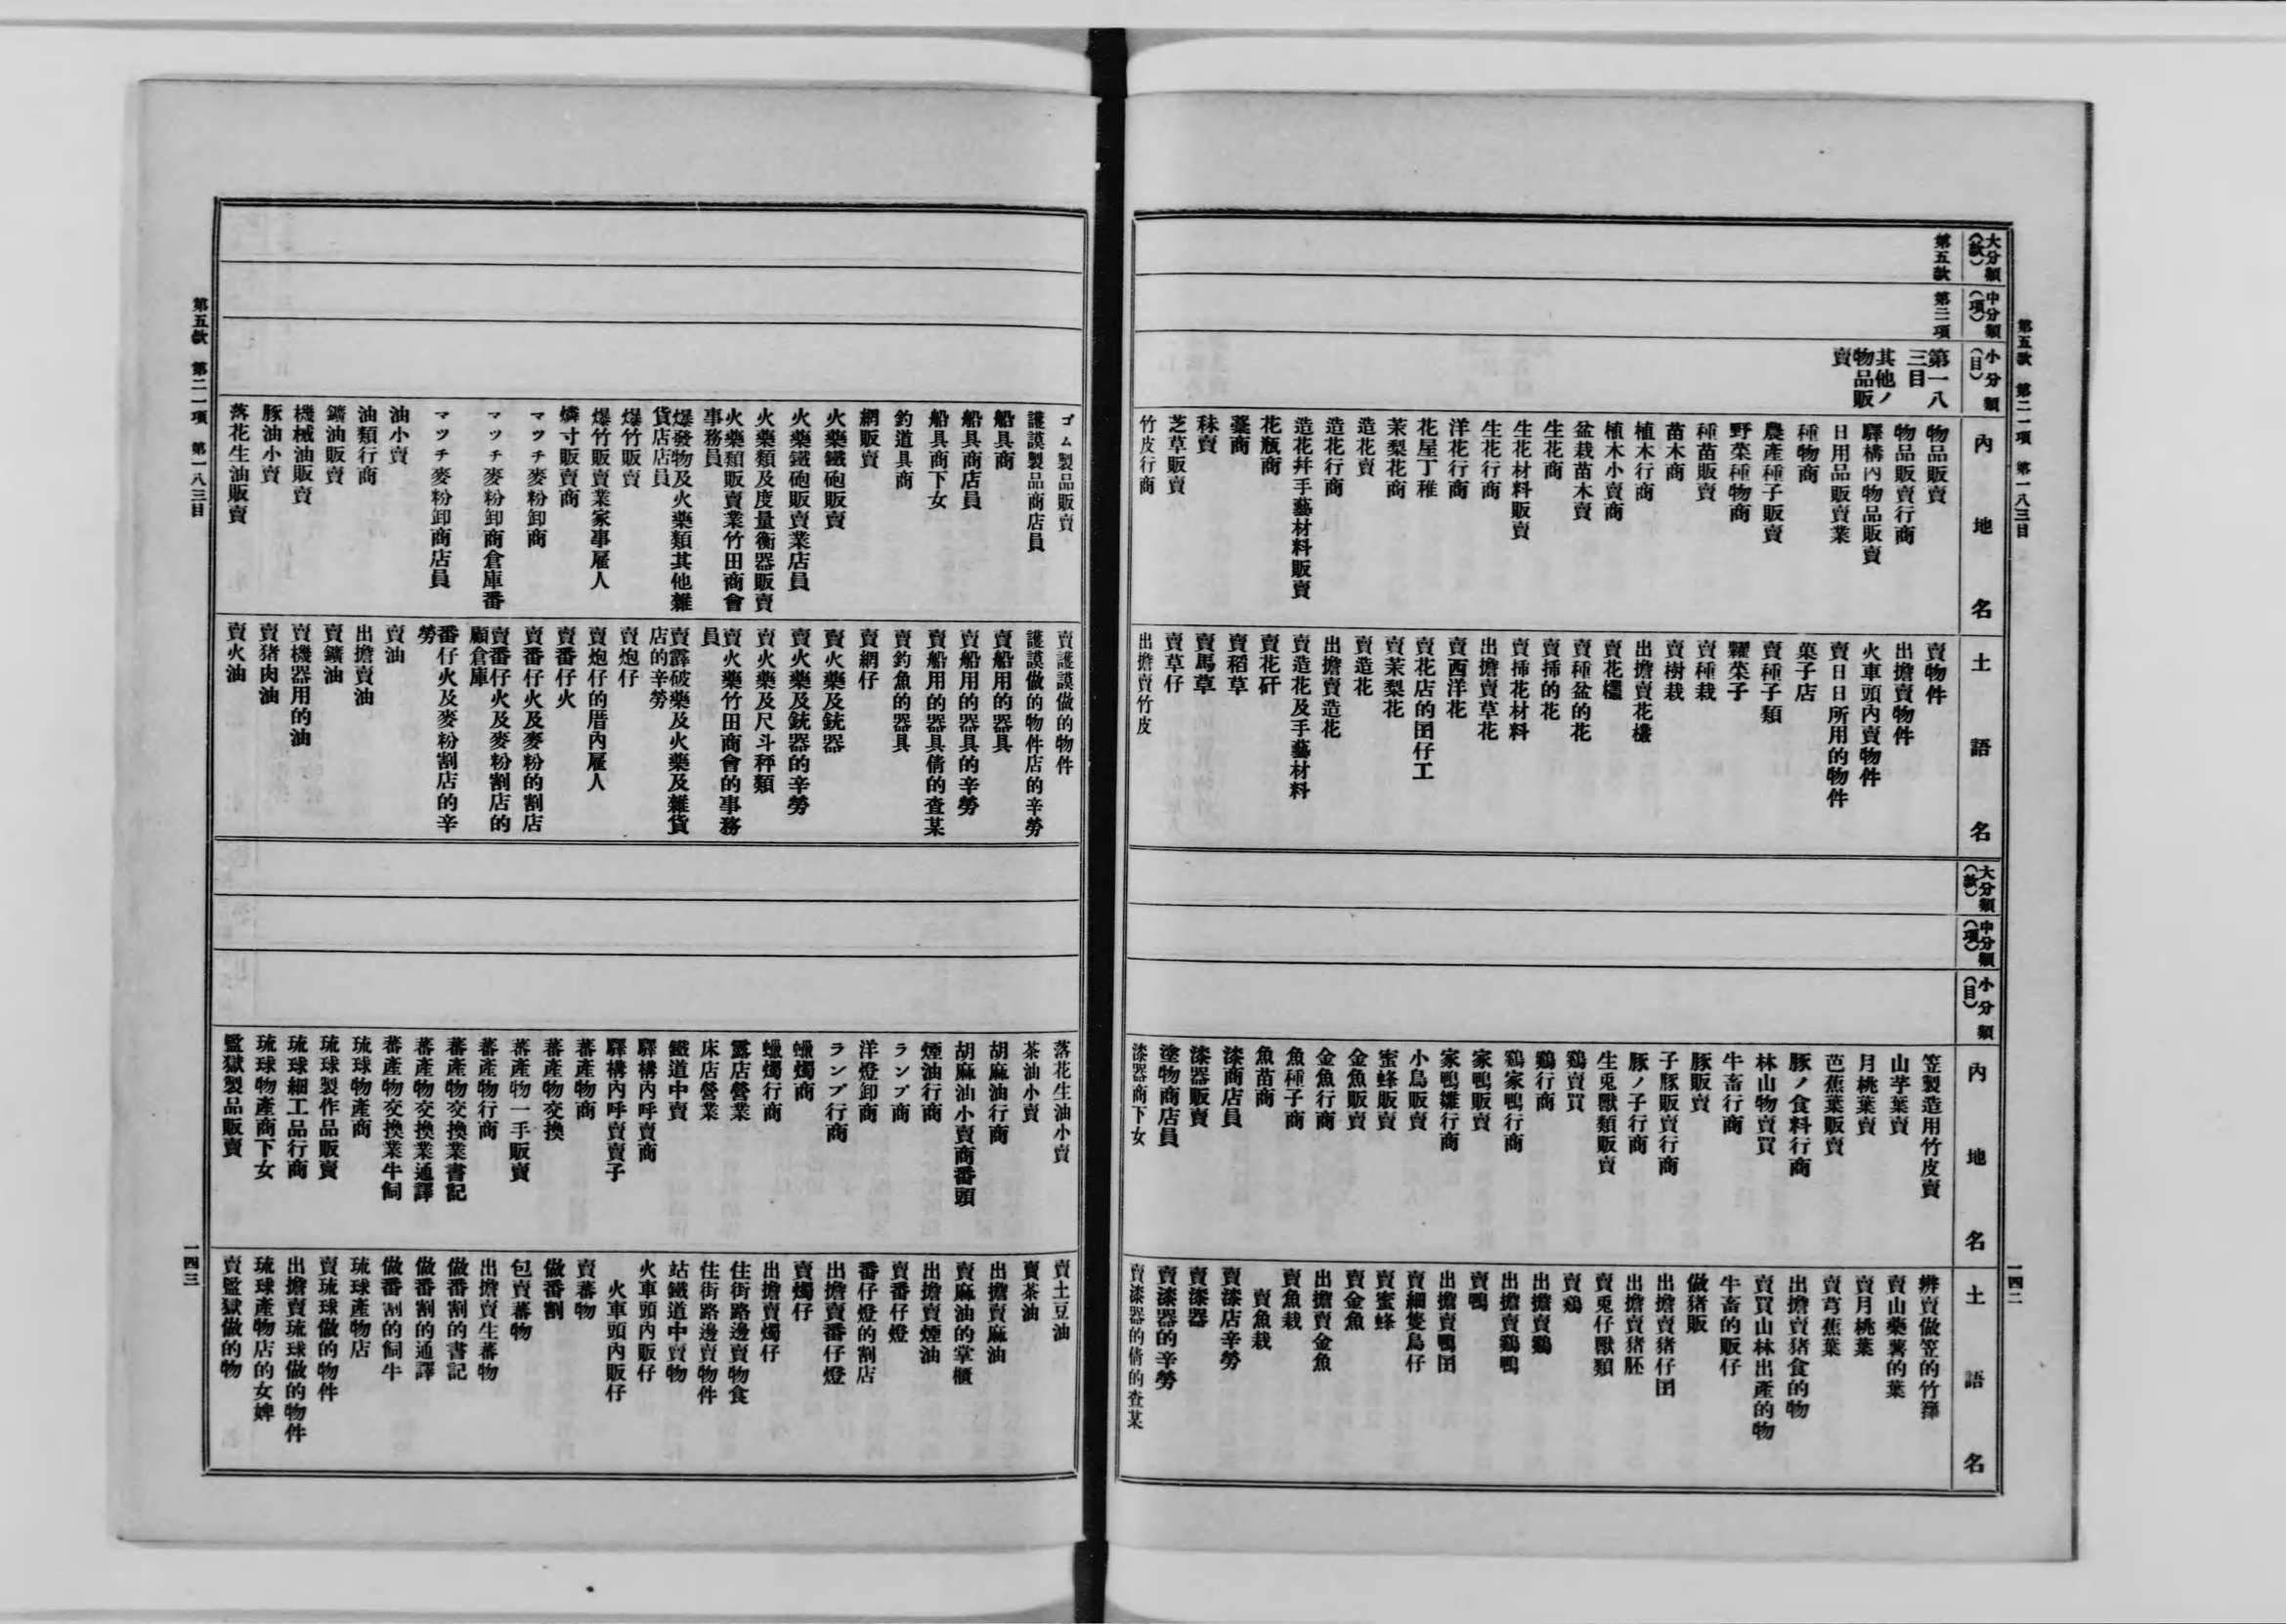 第五款 第二一項 第一八三目
大分類(款)
中分類(項)
小分類(目)
內地名
土語名
第五款
第二一項
第一八三目
其他ノ物品販賣
物品販賣
物品販賣行商
驛構內物品販賣
日用品販賣業
種物商
農產種子販賣
野菜種物商
種苗販賣
苗木商
植木行商
植木小賣商
盆栽苗木賣
生花商
生花材料販賣
生花行商
洋花行商
花屋丁稚
茉梨花商
造花賣
造花行商
造花幷手藝材料販賣
花瓶商
藁商
秣賣
芝草販賣
竹皮行商
賣物件
出擔賣物件
火車頭內賣物件
賣日日所用的物件
菓子店
賣種子類
糶菜子
賣種栽
賣樹栽
出擔賣花欉
賣花欉
賣種盆的花
賣揷的花
賣揷花材料
出擔賣草花
賣西洋花
賣花店的囝仔工
賣茉梨花
賣造花
出擔賣造花
賣造花及手藝材料
賣花矸
賣稻草
賣馬草
賣草仔
出擔賣竹皮
大分類(款)
中分類(項)
小分類(目)
內地名
土語名
笠製造用竹皮賣
山芋葉賣
月桃葉賣
芭蕉葉販賣
豚ノ食料行商
林山物賣買
牛畜行商
豚販賣
子豚販賣行商
豚ノ子行商
生兎獸類販賣
鷄賣買
鷄行商
鷄家鴨行商
家鴨販賣
家鴨雛行商
小鳥販賣
蜜蜂販賣
金魚販賣
金魚行商
魚種子商
魚苗商
漆商店員
漆器販賣
塗物商店員
漆器商下女
辨賣做笠的竹籜
賣山藥薯的葉
賣月桃葉
賣芎蕉葉
出擔賣猪食的物
賣買山林出產的物
牛畜的販仔
做猪販
出擔賣猪仔囝
出擔賣猪胚
賣兎仔獸類
賣鷄
出擔賣鷄
出擔賣鷄鴨
賣鴨
出擔賣鴨囝
賣細隻鳥仔
賣蜜蜂
賣金魚
出擔賣金魚
賣魚栽
賣魚栽
賣漆店辛勞
賣漆器
賣漆器的辛勞
賣漆器的倩的查某
一四二
ゴム製品販賣
護謨製品商店員
船具商
船具商店員
船具商下女
釣道具商
網販賣
火藥鐵砲販賣
火藥鐵砲販賣業店員
火藥類及度量衡器販賣
火藥類販賣業竹田商會事務員
爆發物及火藥類其他雜貨店店員
爆竹販賣
爆竹販賣業家事雇人
燐寸販賣商
マッチ麥粉卸商
マッチ麥粉卸商倉庫番
マッチ麥粉卸商店員
油小賣
油類行商
鑛油販賣
機械油販賣
豚油小賣
落花生油販賣
賣護謨做的物件
護謨做的物件店的辛勞
賣船用的器具
賣船用的器具的辛勞
賣船用的器具倩的查某
賣釣魚的器具
賣網仔
賣火藥及銃器
賣火藥及銃器的辛勞
賣火藥及尺斗秤類
賣火藥竹田商會的事務員
賣霹破藥及火藥及雜貨店的辛勞
賣炮仔
賣炮仔的厝內雇人
賣番仔火
賣番仔火及麥粉的割店
賣番仔火及麥粉割店的顧倉庫
番仔火及麥粉割店的辛勞
賣油
出擔賣油
賣鑛油
賣機器用的油
賣猪肉油
賣火油
落花生油小賣
茶油小賣
胡麻油行商
胡麻油小賣商番頭
煙油行商
ランプ商
洋燈卸商
ランプ行商
蠟燭商
蠟燭行商
露店營業
床店營業
鐵道中賣
驛構內呼賣商
驛構內呼賣賣子
蕃產物商
蕃產物交換
蕃產物一手販賣
蕃產物行商
蕃產物交換業書記
蕃產物交換業通譯
蕃產物交換業牛飼
琉球物產商
琉球製作品販賣
琉球細工品行商
琉球物產商下女
監獄製品販賣
賣土豆油
賣茶油
出擔賣麻油
賣麻油的掌櫃
出擔賣煙油
賣番仔燈
番仔燈的割店
出擔賣番仔燈
賣燭仔
出擔賣燭仔
住街路邊賣物食
住街路邊賣物件
站鐵道中賣物
火車頭內販仔
火車頭內販仔
賣蕃物
做番割
包賣蕃物
出擔賣生蕃物
做番割的書記
做番割的通譯
做番割的飼牛
琉球產物店
賣琉球做的物件
出擔賣琉球做的物件
琉球產物店的女婢
賣監獄做的物
第五款 第二一項 第一八三目
一四三